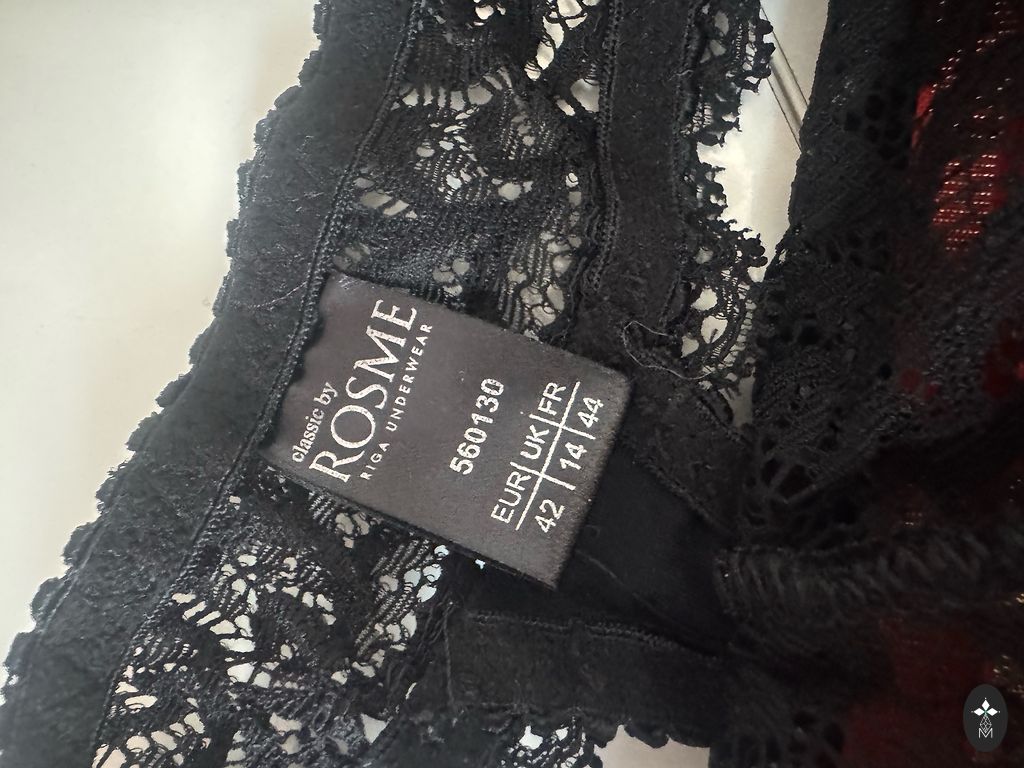 classic by
ROSME
RIGA UNDERWEAR
560130
EUR|UK|FR
42|14|44
M